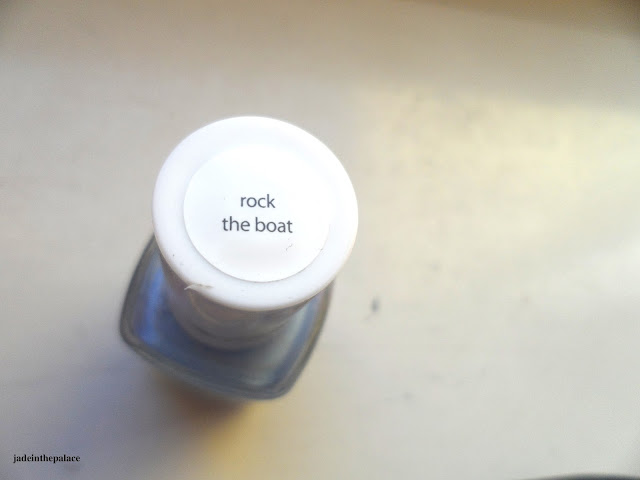 rock
the boat
jadeinthepalace